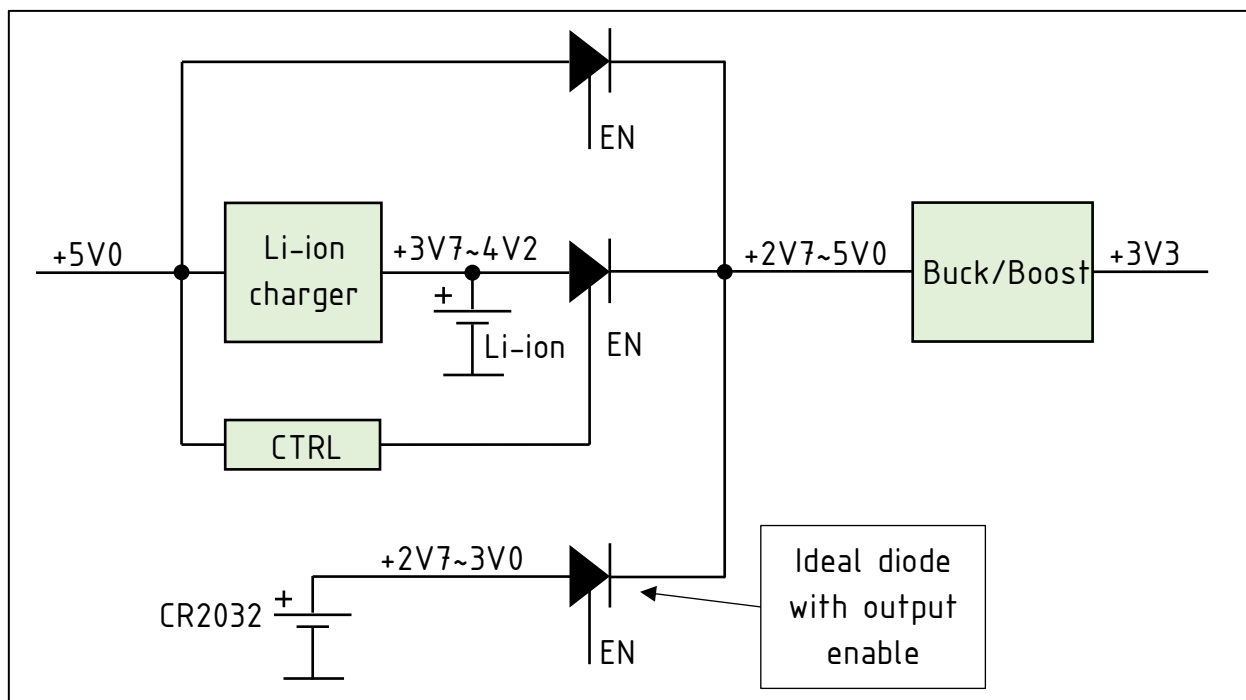 EN
+5V0
Li-ion
charger
+3V7~4V2
+
Li-ion
EN
+2V7~5V0
Buck/Boost
+3V3
CTRL
+2V7~3V0
+
CR2032
EN
Ideal diode
with output
enable